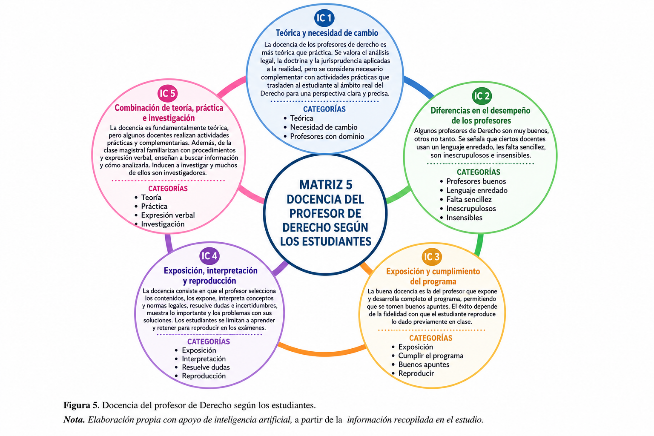 IC 1
Teórica y necesidad de cambio
La docencia de los profesores de derecho es
más teórica que práctica. Se valora el análisis
legal, la doctrina y la jurisprudencia aplicadas
a la realidad, pero se considera necesario
complementar con actividades prácticas que
trasladen al estudiante al ámbito real del
Derecho para una perspectiva clara y precisa.
CATEGORÍAS
• Teórica
• Necesidad de cambio
• Profesores con dominio
IC 2
Diferencias en el desempeño
de los profesores
Algunos profesores de Derecho son muy buenos,
otros no tanto. Se señala que ciertos docentes
usan un lenguaje enredado, les falta sencillez,
son inescrupulosos e insensibles.
CATEGORÍAS
• Profesores buenos
• Lenguaje enredado
• Falta sencillez
• Inescrupulosos
• Insensibles
IC 3
Exposición y cumplimiento
del programa
La buena docencia es la del profesor que expone
y desarrolla completo el programa, permitiendo
que se tomen buenos apuntes. El éxito depende
de la fidelidad con que el estudiante reproduce
lo dado previamente en clase.
CATEGORÍAS
• Exposición
• Cumplir el programa
• Buenos apuntes
• Reproducir
IC 4
Exposición, interpretación
y reproducción
La docencia consiste en que el profesor selecciona
los contenidos, los expone, interpreta conceptos
y normas legales, resuelve dudas e incertidumbres,
muestra lo importante y los problemas con sus
soluciones. Los estudiantes se limitan a aprender
y retener para reproducir en los exámenes.
CATEGORÍAS
• Exposición
• Interpretación
• Resuelve dudas
• Reproducción
IC 5
Combinación de teoría, práctica
e investigación
La docencia es fundamentalmente teórica,
pero algunos docentes realizan actividades
prácticas y complementarias. Además, de la
clase magistral familiarizan con procedimientos
y expresión verbal, enseñan a buscar información
y cómo analizarla. Inducen a investigar y muchos
de ellos son investigadores.
CATEGORÍAS
• Teoría
• Práctica
• Expresión verbal
• Investigación
MATRIZ 5
DOCENCIA DEL
PROFESOR DE
DERECHO SEGÚN
LOS ESTUDIANTES
Figura 5. Docencia del profesor de Derecho según los estudiantes.
Nota. Elaboración propia con apoyo de inteligencia artificial, a partir de la información recopilada en el estudio.